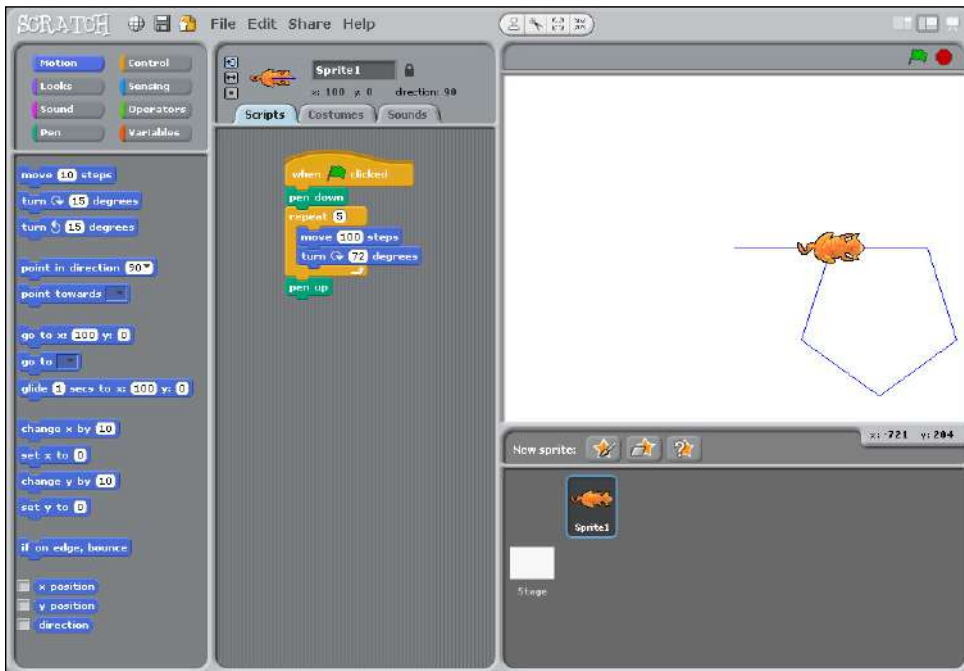 SCRATCH File Edit Share Help
Motion Control
Looks Sensing
Sound Operators
Pen Variables
move 10 steps
turn 15 degrees
turn 15 degrees
point in direction 90
point towards
go to x: 100 y: 0
go to
glide 1 secs to x: 100 y: 0
change x by 10
set x to 0
change y by 10
set y to 0
if on edge, bounce
x position
y position
direction
Sprite1
x: 100 y: 0 direction: 90
Scripts Costumes Sounds
when clicked
pen down
repeat 5
move 100 steps
turn 72 degrees
pen up
x: -721 y: 204
New sprite:
Sprite1
Stage